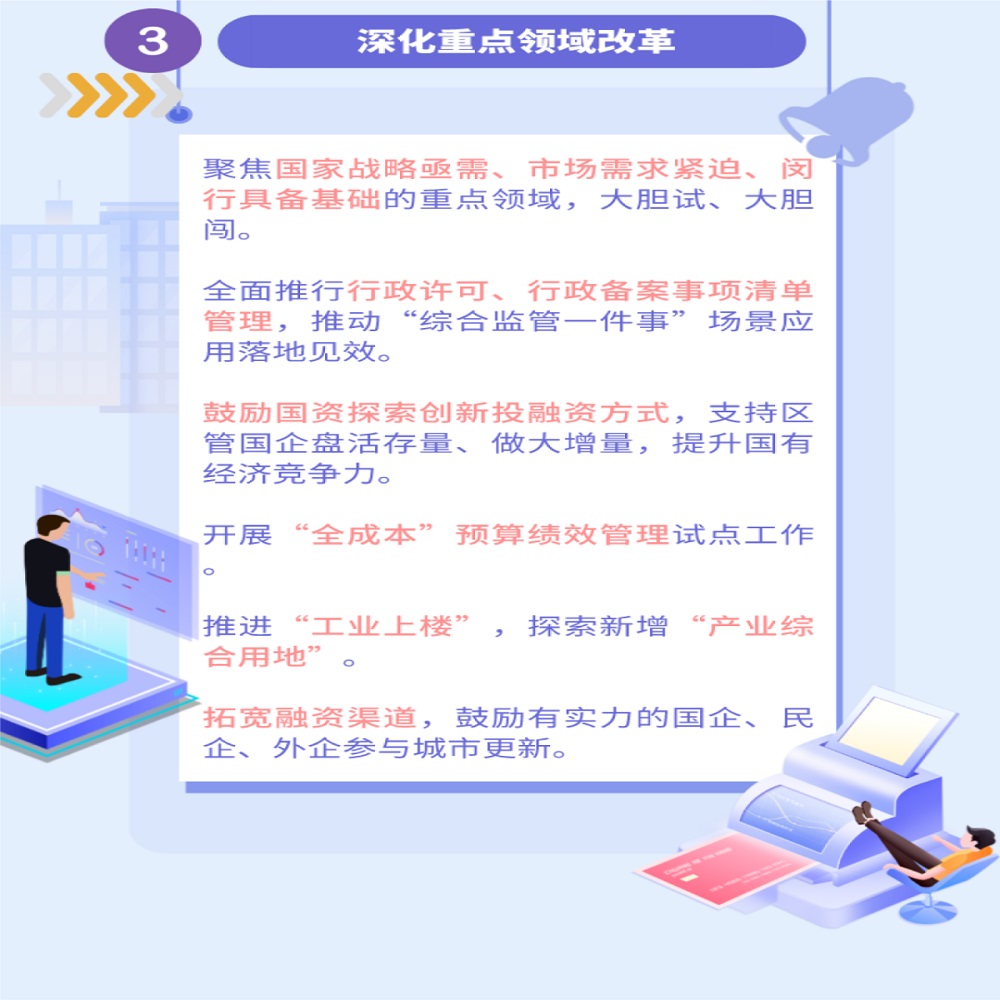 3
深化重点领域改革
聚焦国家战略亟需、市场需求紧迫、闵
行具备基础的重点领域，大胆试、大胆
闯。
全面推行行政许可、行政备案事项清单
管理，推动“综合监管一件事”场景应
用落地见效。
鼓励国资探索创新投融资方式，支持区
管国企盘活存量、做大增量，提升国有
经济竞争力。
开展“全成本”预算绩效管理试点工作
。
推进“工业上楼”，探索新增“产业综
合用地”。
拓宽融资渠道，鼓励有实力的国企、民
企、外企参与城市更新。